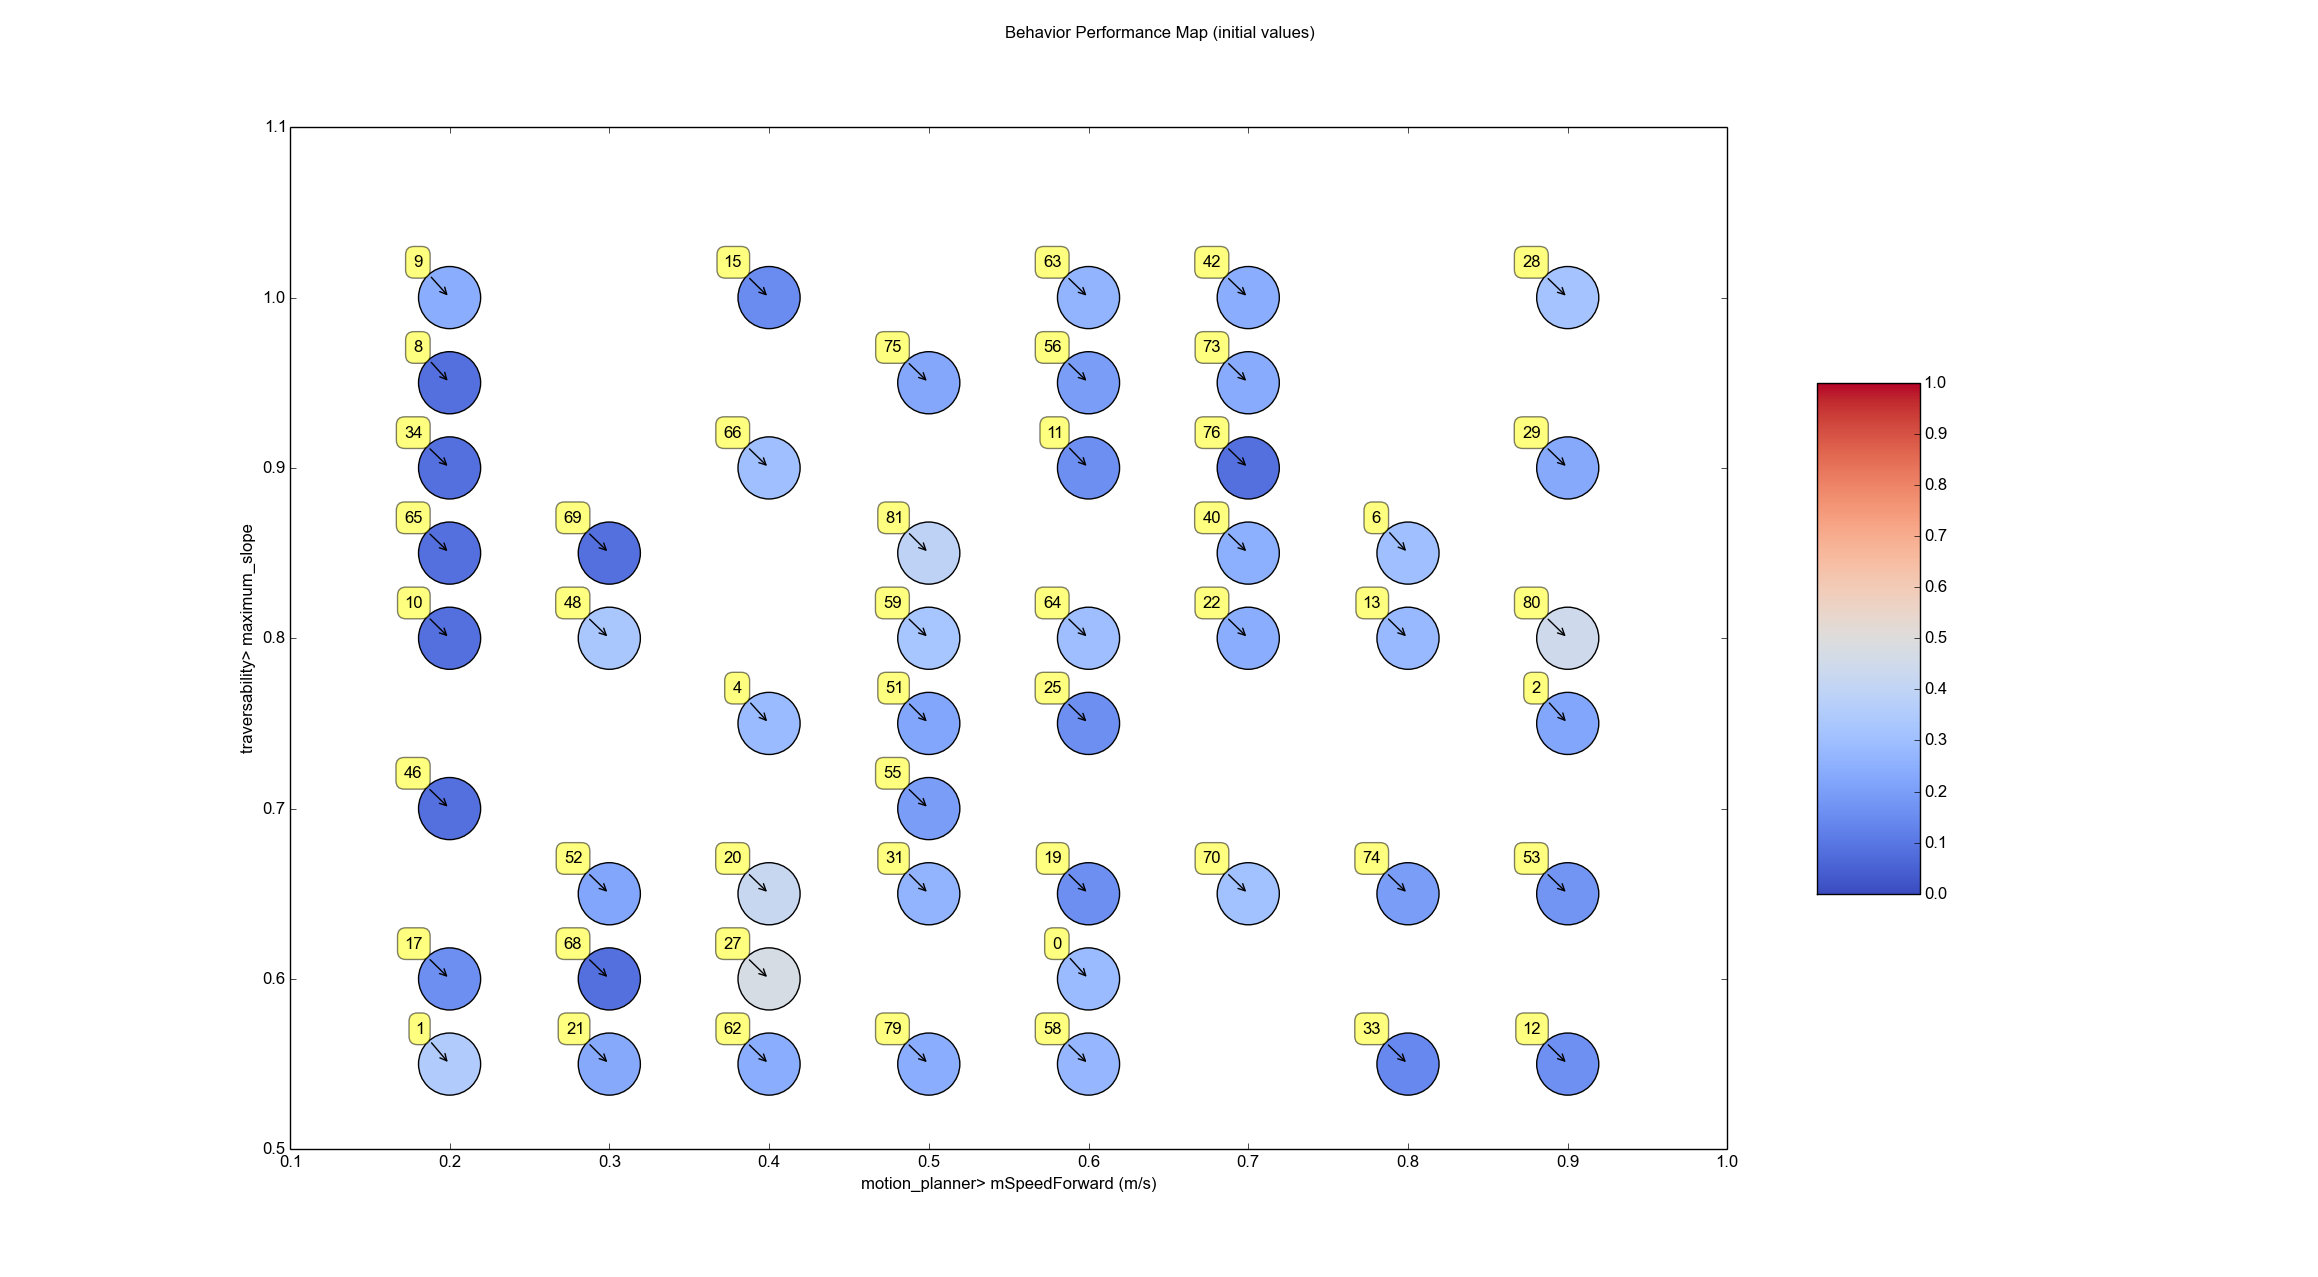 Behavior Performance Map (initial values)
1.1
9 15 63 42 28
1.0
8 75 56 73
34 66 11 76 29
0.9
65 69 81 40 6
10 48 59 64 22 13 80
0.8
4 51 25 2
46 55
0.7
52 20 31 19 70 74 53
17 68 27 0
0.6
1 21 62 79 58 33 12
0.5
0.1 0.2 0.3 0.4 0.5 0.6 0.7 0.8 0.9 1.0
motion_planner> mSpeedForward (m/s)
traversability> maximum_slope
1.0
0.9
0.8
0.7
0.6
0.5
0.4
0.3
0.2
0.1
0.0